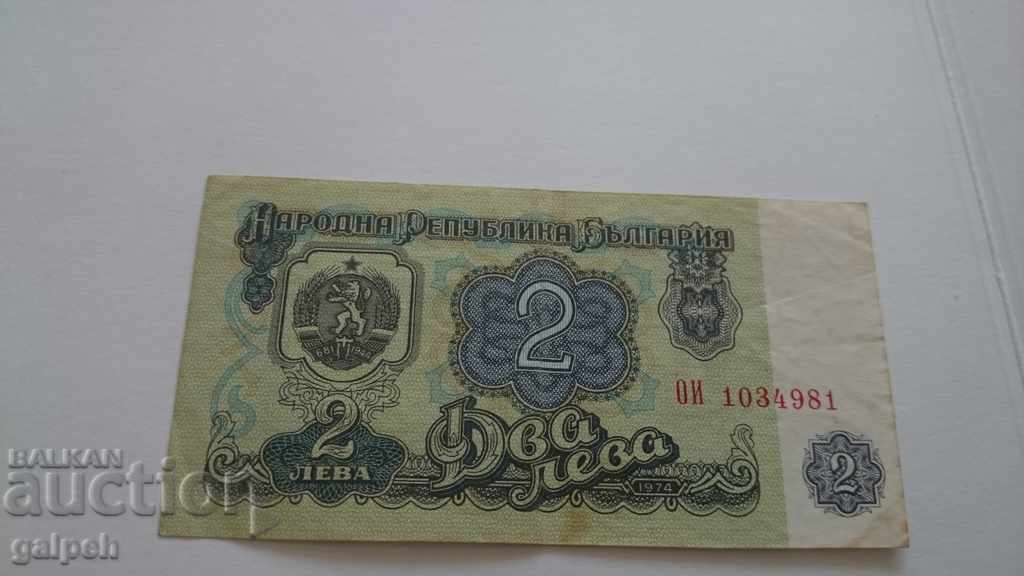 НАРОДНА РЕПУБЛИКА БЪЛГАРИЯ
2
2
ЛЕВА
Два
лева
1974
ОИ 1034981
2
BALKAN
auction
galpeh